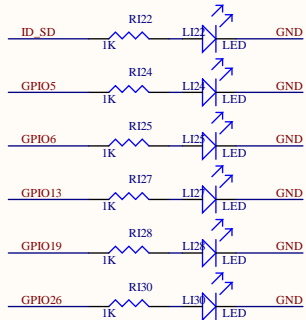 RI22
ID_SD LI22 GND
1K LED
RI24
GPIO5 LI24 GND
1K LED
RI25
GPIO6 LI25 GND
1K LED
RI27
GPIO13 LI27 GND
1K LED
RI28
GPIO19 LI28 GND
1K LED
RI30
GPIO26 LI30 GND
1K LED